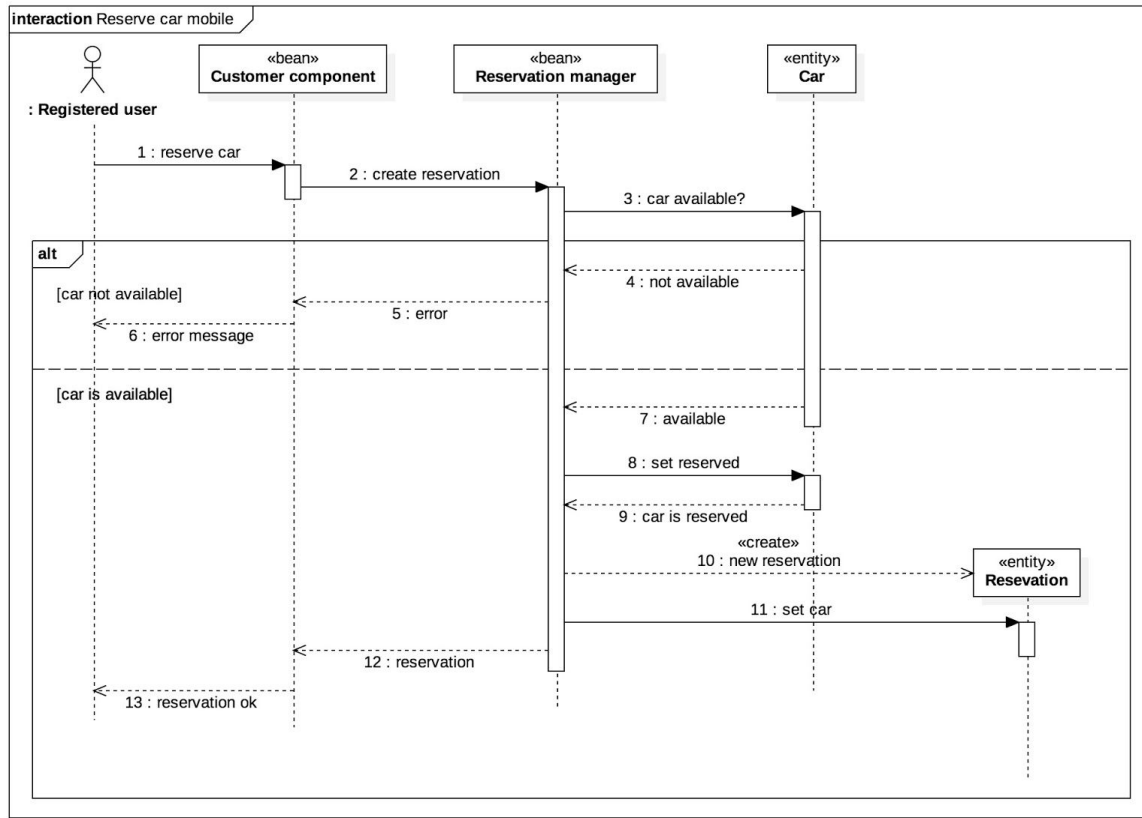 interaction Reserve car mobile
«bean»
Customer component
«bean»
Reservation manager
«entity»
Car
: Registered user
1 : reserve car
2 : create reservation
3 : car available?
alt
4 : not available
[car not available]
5 : error
6 : error message
[car is available]
7 : available
8 : set reserved
9 : car is reserved
«create»
10 : new reservation
«entity»
Resevation
11 : set car
12 : reservation
13 : reservation ok